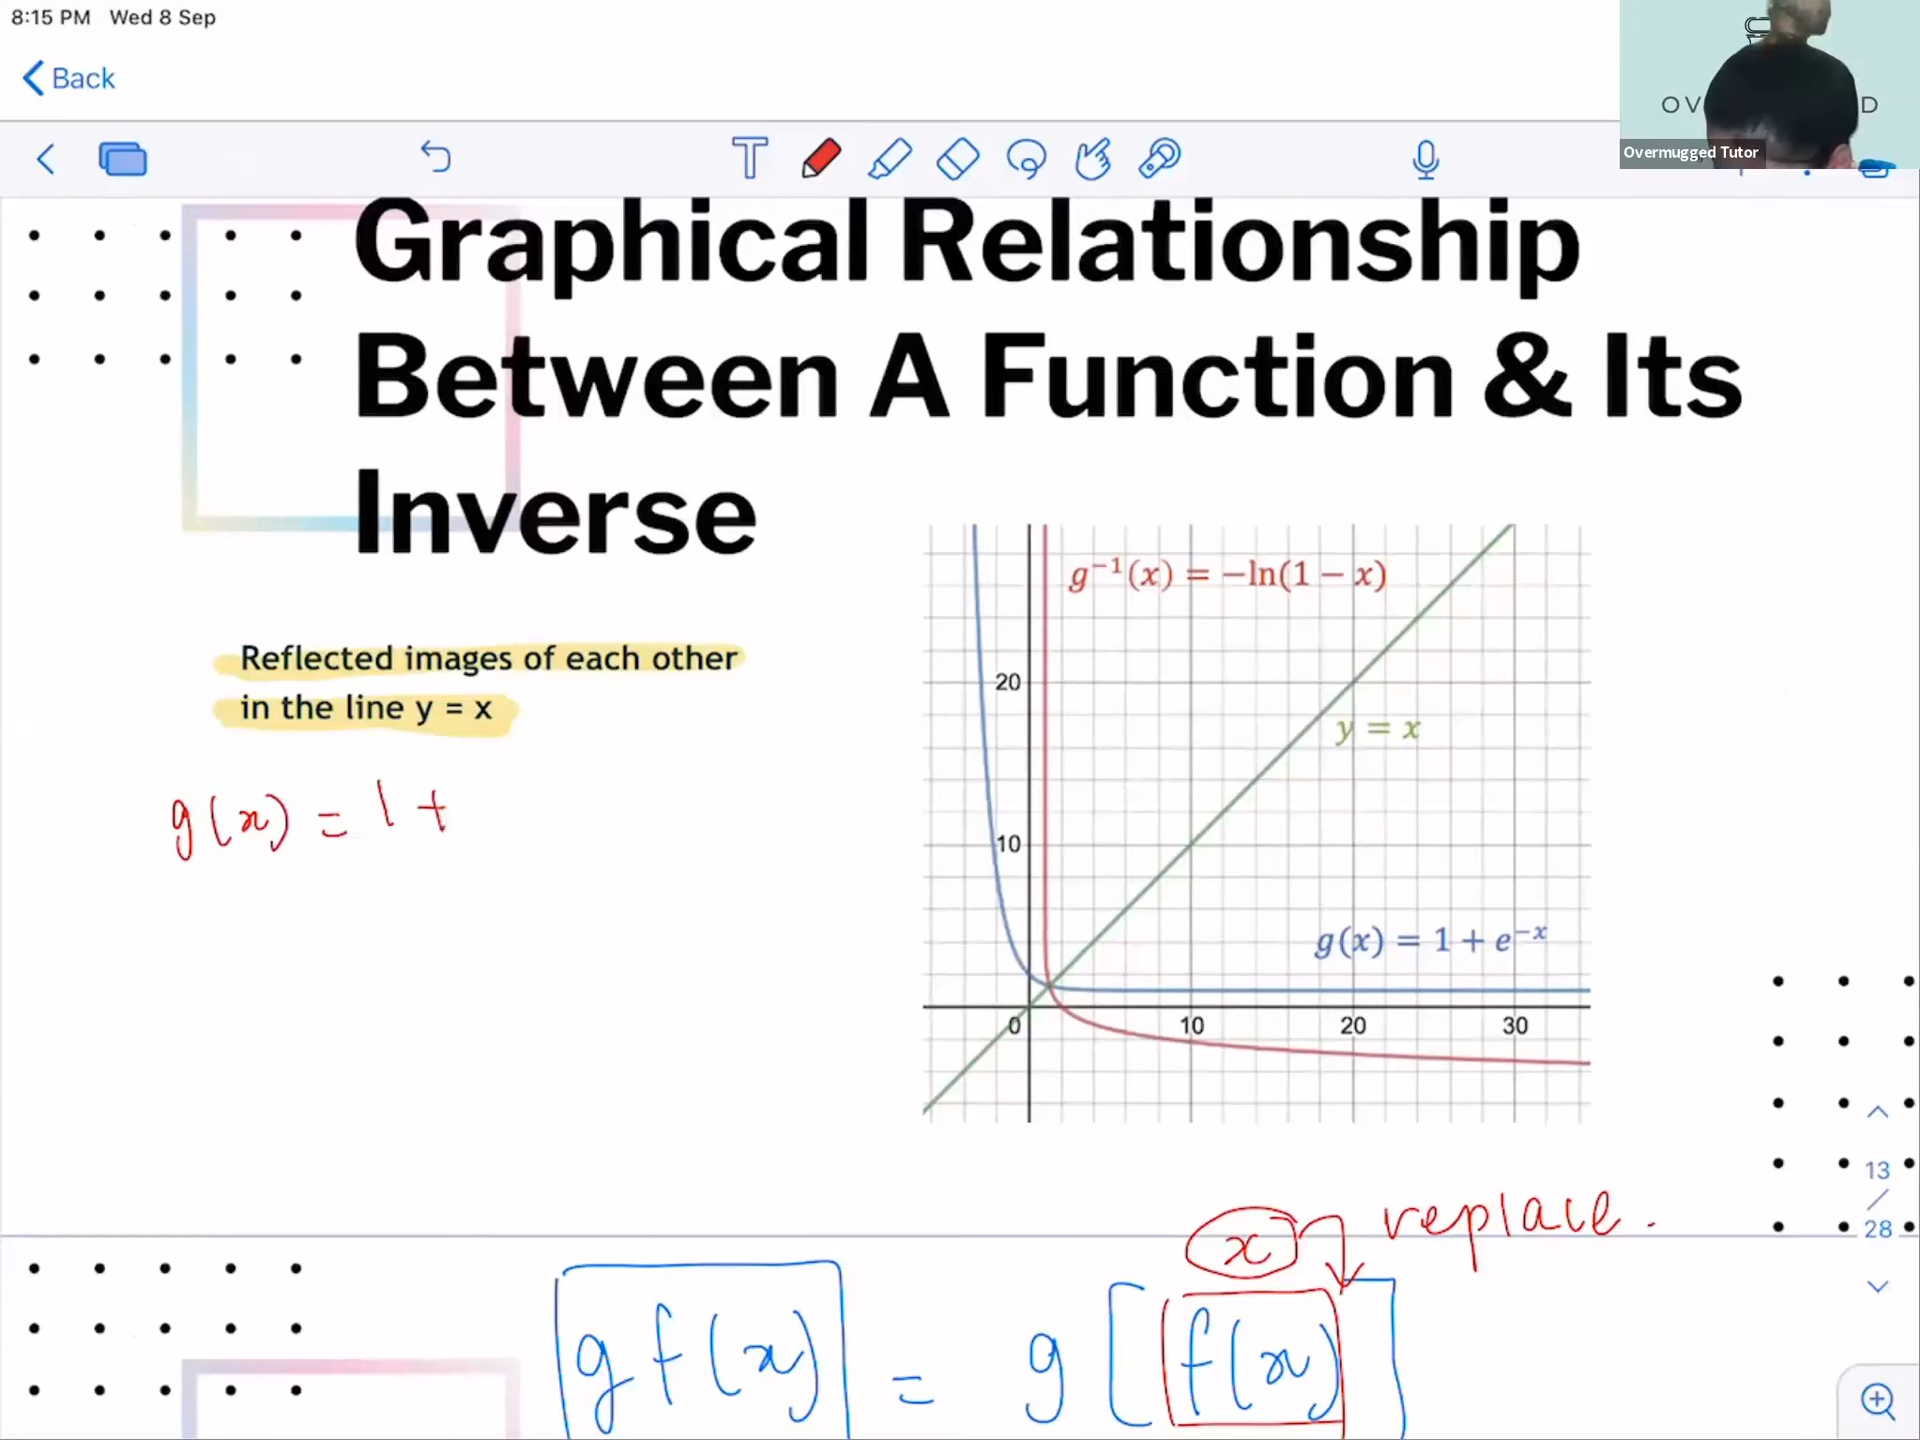 8:15 PM Wed 8 Sep
Back
OV D
Overmugged Tutor
Graphical Relationship
Between A Function & Its
Inverse
Reflected images of each other
in the line y = x
g(x) = 1 +
g⁻¹(x) = −ln(1 − x)
20
y = x
10
g(x) = 1 + e⁻ˣ
0 10 20 30
13
/
28
x replace.
gf(x) = g[f(x)]